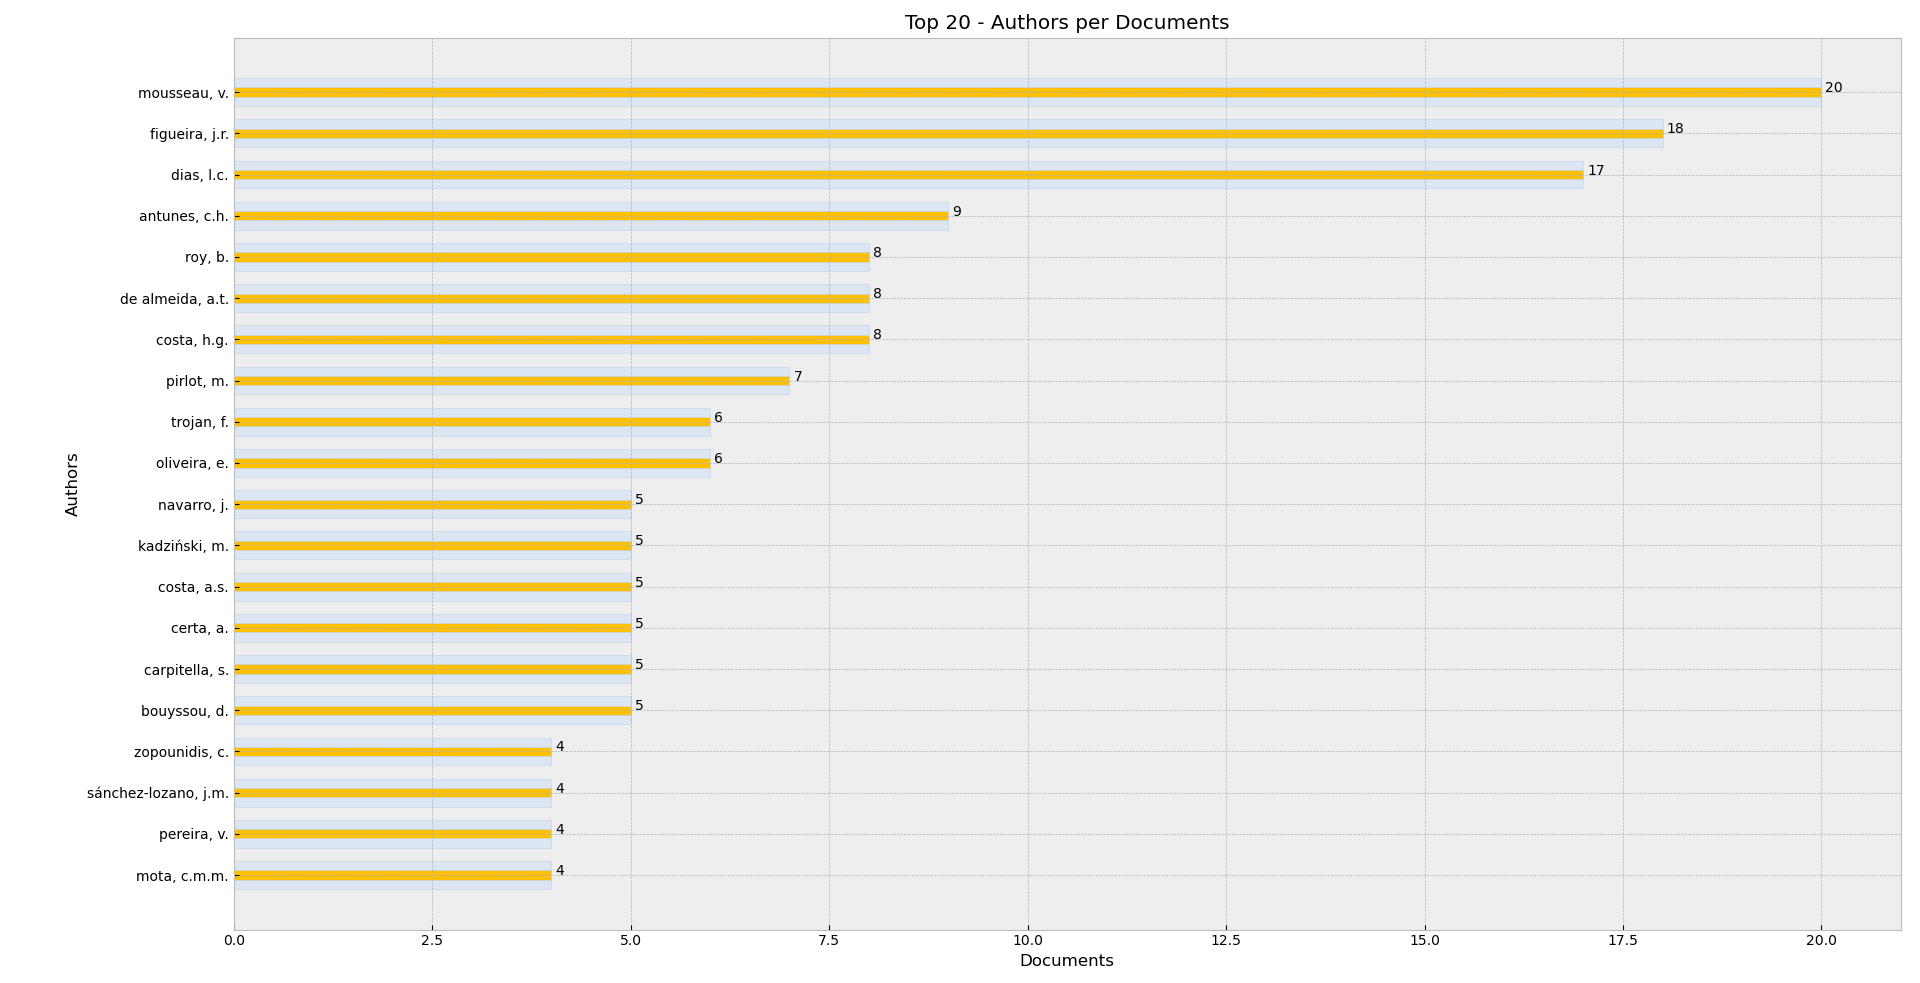 Top 20 - Authors per Documents
Authors
mousseau, v. 20
figueira, j.r. 18
dias, l.c. 17
antunes, c.h. 9
roy, b. 8
de almeida, a.t. 8
costa, h.g. 8
pirlot, m. 7
trojan, f. 6
oliveira, e. 6
navarro, j. 5
kadziński, m. 5
costa, a.s. 5
certa, a. 5
carpitella, s. 5
bouyssou, d. 5
zopounidis, c. 4
sánchez-lozano, j.m. 4
pereira, v. 4
mota, c.m.m. 4
0.0 2.5 5.0 7.5 10.0 12.5 15.0 17.5 20.0
Documents